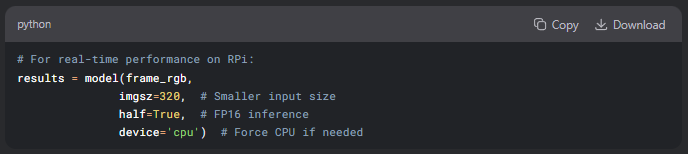 python
Copy
Download
# For real-time performance on RPi:
results = model(frame_rgb,
                imgsz=320,  # Smaller input size
                half=True,  # FP16 inference
                device='cpu')  # Force CPU if needed